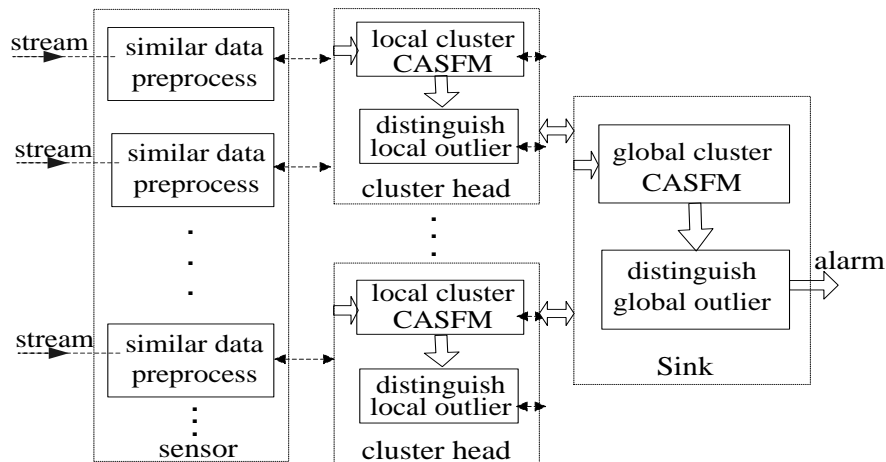 stream
similar data
preprocess
stream
similar data
preprocess
stream
similar data
preprocess
sensor
local cluster
CASFM
distinguish
local outlier
cluster head
local cluster
CASFM
distinguish
local outlier
cluster head
global cluster
CASFM
distinguish
global outlier
Sink
alarm